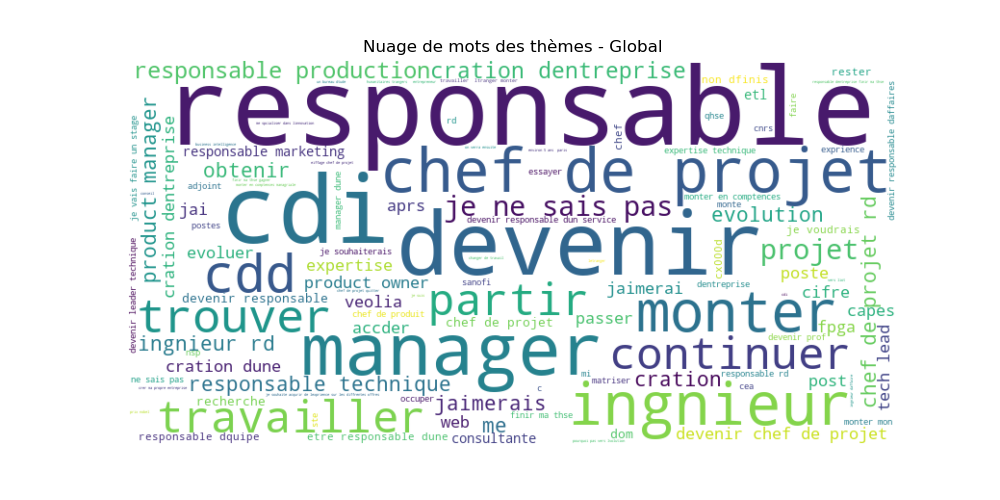 Nuage de mots des thèmes - Global
responsable production
cration dentreprise
responsable
non dfinis
rester
etl
faire
rd
qhse
cnrs
chef
expertise technique
exprience
essayer
responsable marketing
obtenir
adjoint
manager dune
product manager
cration dentreprise
je vais faire un stage
devenir responsable daffaires
chef de projet
monter en comptences
monte
cdi
jai
aprs
je ne sais pas
devenir responsable dun service
evolution
je voudrais
postes
devenir
evoluer
je souhaiterais
projet
cx000d
cdd
expertise
product owner
sanofi
poste
dentreprise
jaimerai
cifre
devenir responsable
veolia
partir
chef de produit
trouver
accder
chef de projet
passer
monter
fpga
capes
chef de projet rd
devenir leader technique
ingnieur rd
devenir prof
tech lead
nsp
manager
continuer
cration dune
mi
responsable rd
ne sais pas
responsable technique
matriser
cration
cea
post
recherche
c
occuper
jaimerais
ingnieur
travailler
ste
web
me
finir ma thse
monter mon
responsable dquipe
etre responsable dune
consultante
dom
devenir chef de projet